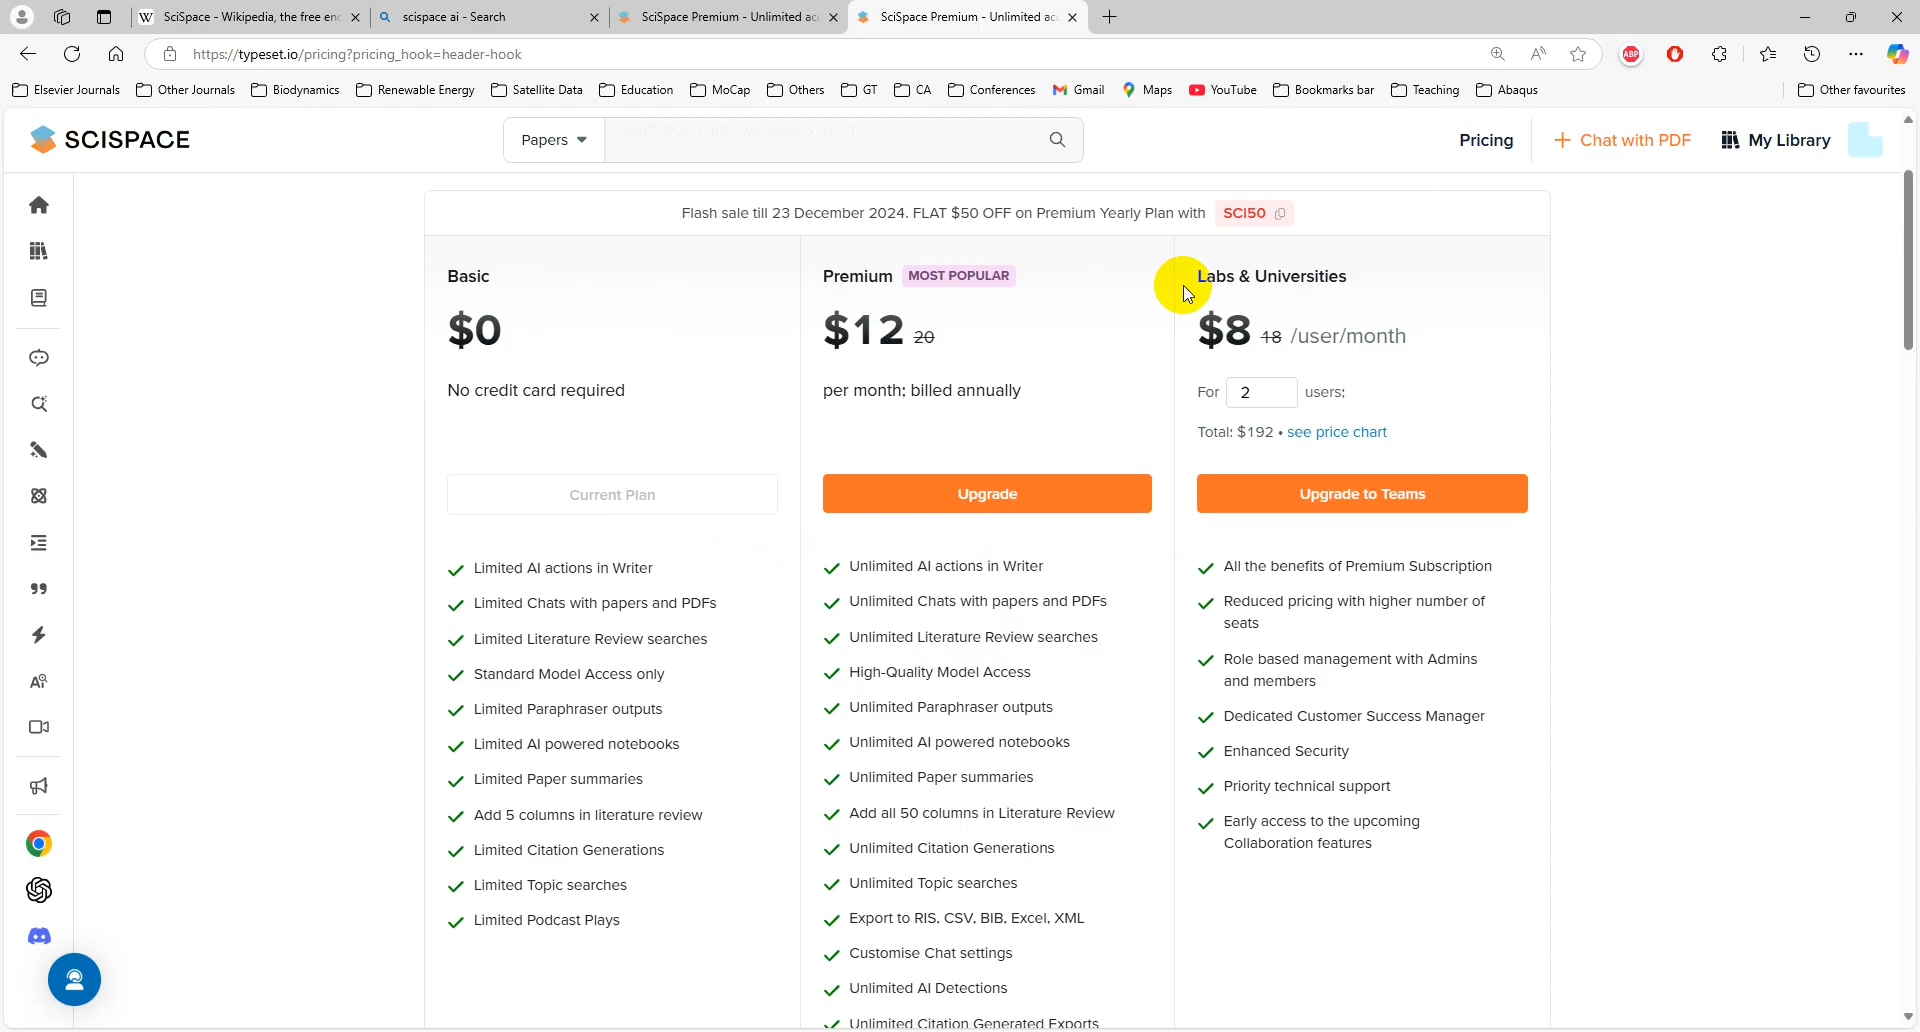 SciSpace - Wikipedia, the free en
scispace ai - Search
SciSpace Premium - Unlimited a
SciSpace Premium - Unlimited a
https://typeset.io/pricing?pricing_hook=header-hook
ABP
Elsevier Journals
Other Journals
Biodynamics
Renewable Energy
Satellite Data
Education
MoCap
Others
GT
CA
Conferences
Gmail
Maps
YouTube
Bookmarks bar
Teaching
Abaqus
Other favourites
SCISPACE
Papers
Pricing
Chat with PDF
My Library
Flash sale till 23 December 2024. FLAT $50 OFF on Premium Yearly Plan with SCI50
Basic
$0
No credit card required
Current Plan
Limited AI actions in Writer
Limited Chats with papers and PDFs
Limited Literature Review searches
Standard Model Access only
Limited Paraphraser outputs
Limited AI powered notebooks
Limited Paper summaries
Add 5 columns in literature review
Limited Citation Generations
Limited Topic searches
Limited Podcast Plays
Premium MOST POPULAR
$12 20
per month; billed annually
Upgrade
Unlimited AI actions in Writer
Unlimited Chats with papers and PDFs
Unlimited Literature Review searches
High-Quality Model Access
Unlimited Paraphraser outputs
Unlimited AI powered notebooks
Unlimited Paper summaries
Add all 50 columns in Literature Review
Unlimited Citation Generations
Unlimited Topic searches
Export to RIS, CSV, BIB, Excel, XML
Customise Chat settings
Unlimited AI Detections
Unlimited Citation Generated Exports
Labs & Universities
$8 18 /user/month
For 2 users;
Total: $192 • see price chart
Upgrade to Teams
All the benefits of Premium Subscription
Reduced pricing with higher number of
seats
Role based management with Admins
and members
Dedicated Customer Success Manager
Enhanced Security
Priority technical support
Early access to the upcoming
Collaboration features